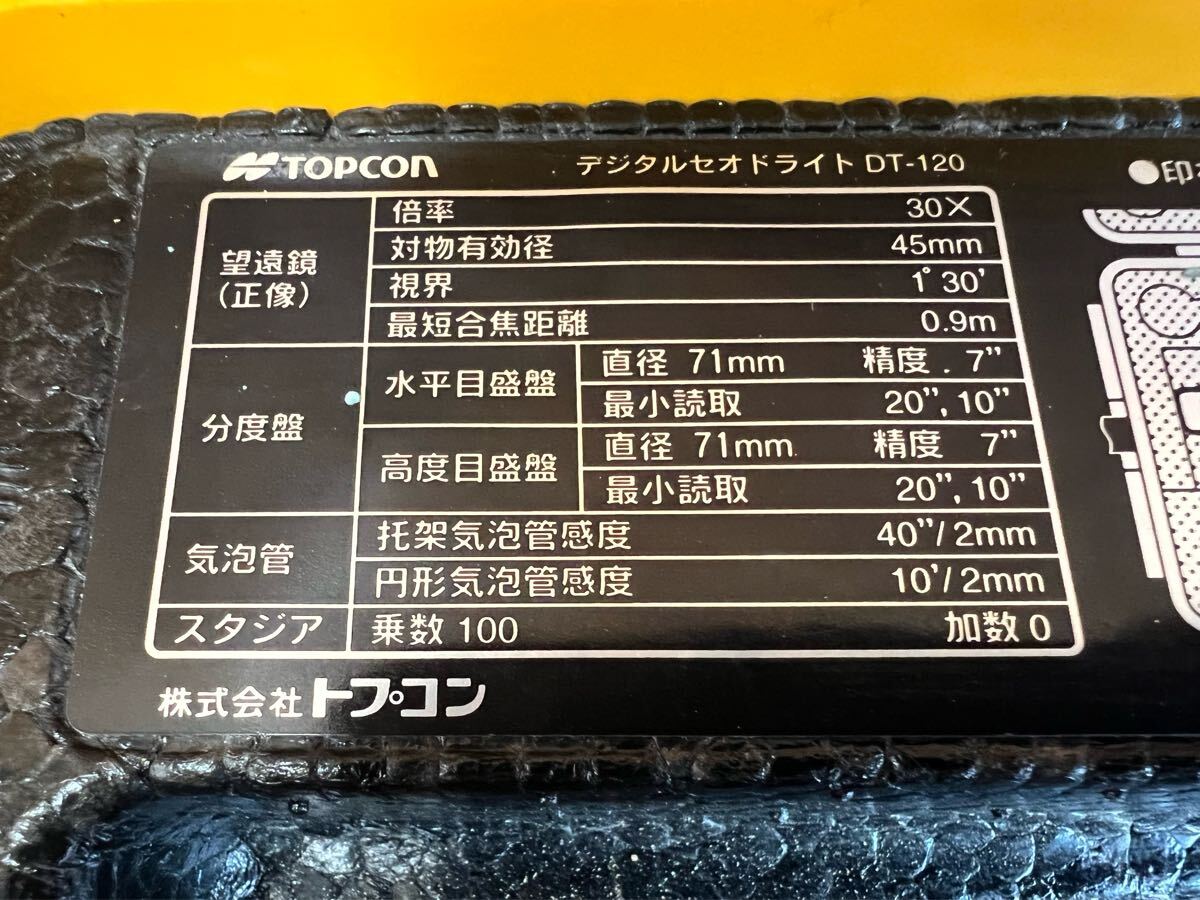 TOPCON デジタルセオドライト DT-120
望遠鏡
(正像)
倍率 30X
対物有効径 45mm
視界 1° 30'
最短合焦距離 0.9m
分度盤
水平目盛盤
直径 71mm 精度 . 7”
最小読取 20”, 10”
高度目盛盤
直径 71mm. 精度 7”
最小読取 20”, 10”
気泡管
托架気泡管感度 40”/2mm
円形気泡管感度 10'/2mm
スタジア 乗数 100 加数 0
株式会社 トプコン
●印